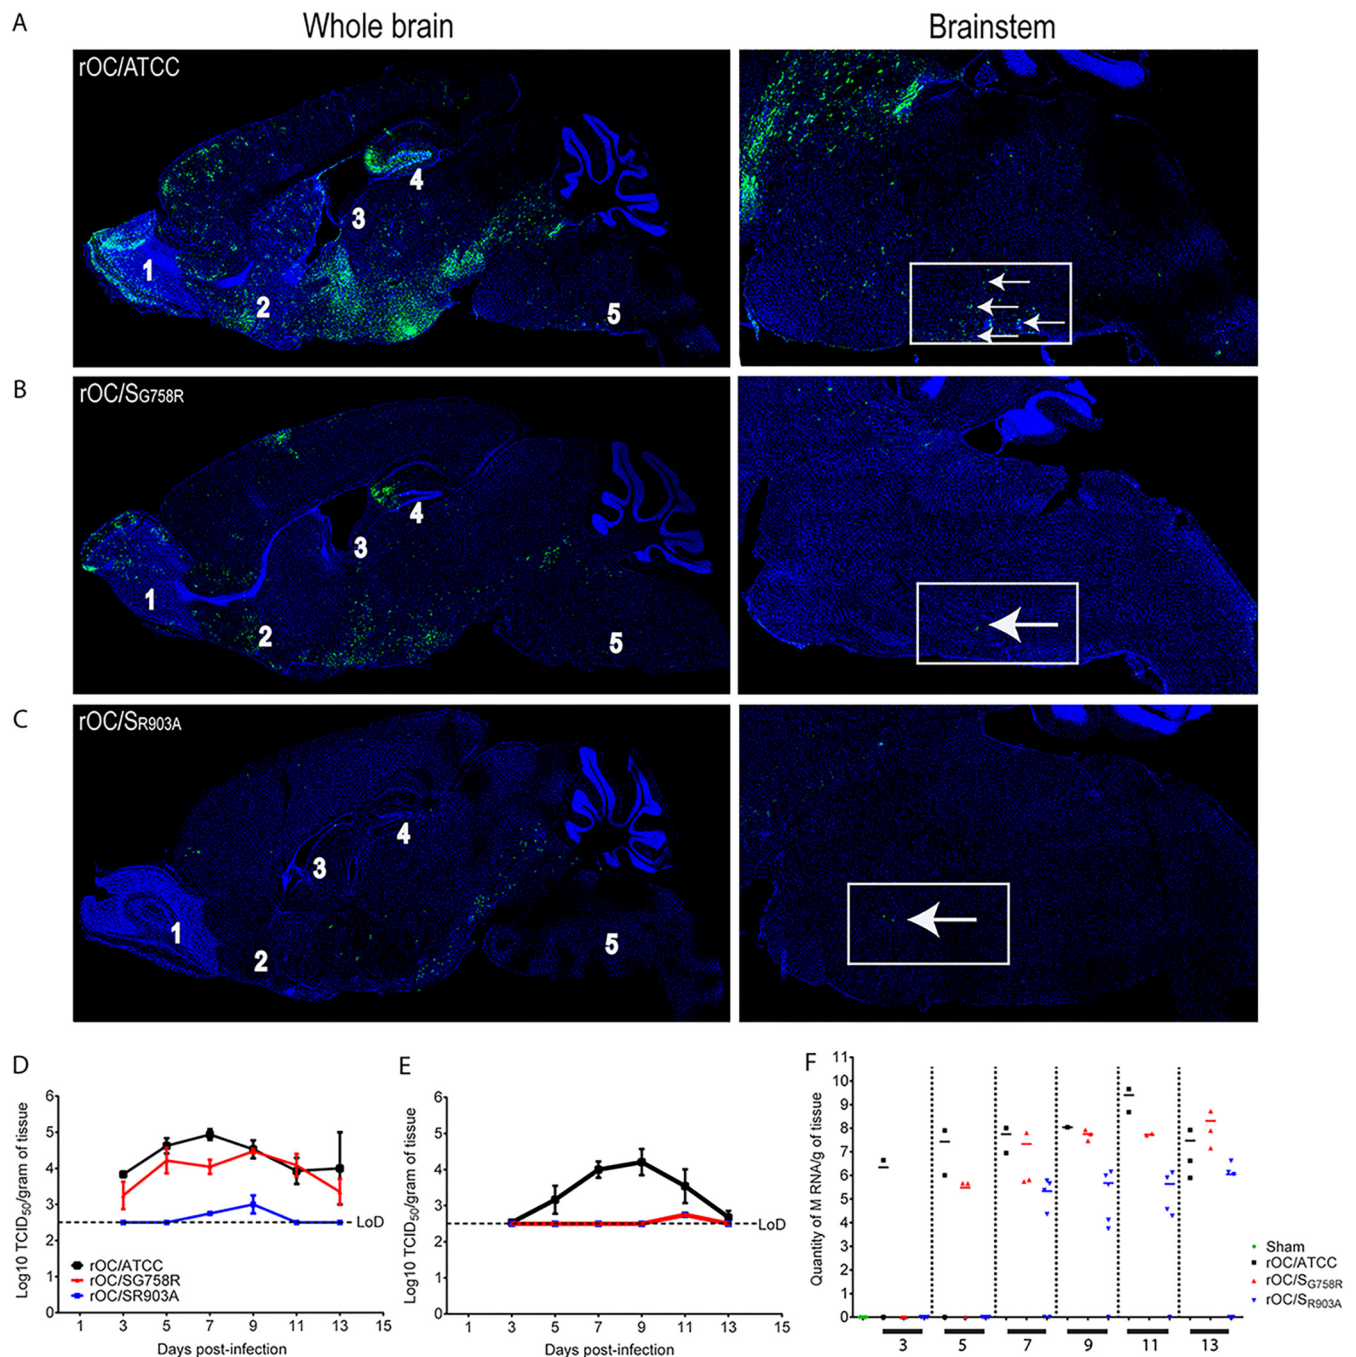 A
Whole brain
Brainstem
rOC/ATCC
1
2
3
4
5
B
rOC/SG758R
1
2
3
4
5
C
rOC/SR903A
1
2
3
4
5
D
Log10 TCID50/gram of tissue
6
5
4
3
2
1
0
LoD
rOC/ATCC
rOC/SG758R
rOC/SR903A
1 3 5 7 9 11 13 15
Days post-infection
E
Log10 TCID50/gram of tissue
6
5
4
3
2
1
0
LoD
1 3 5 7 9 11 13 15
Days post-infection
F
Quantity of M RNA/g of tissue
11
10
9
8
7
6
5
4
3
2
1
0
3 5 7 9 11 13
Sham
rOC/ATCC
rOC/SG758R
rOC/SR903A